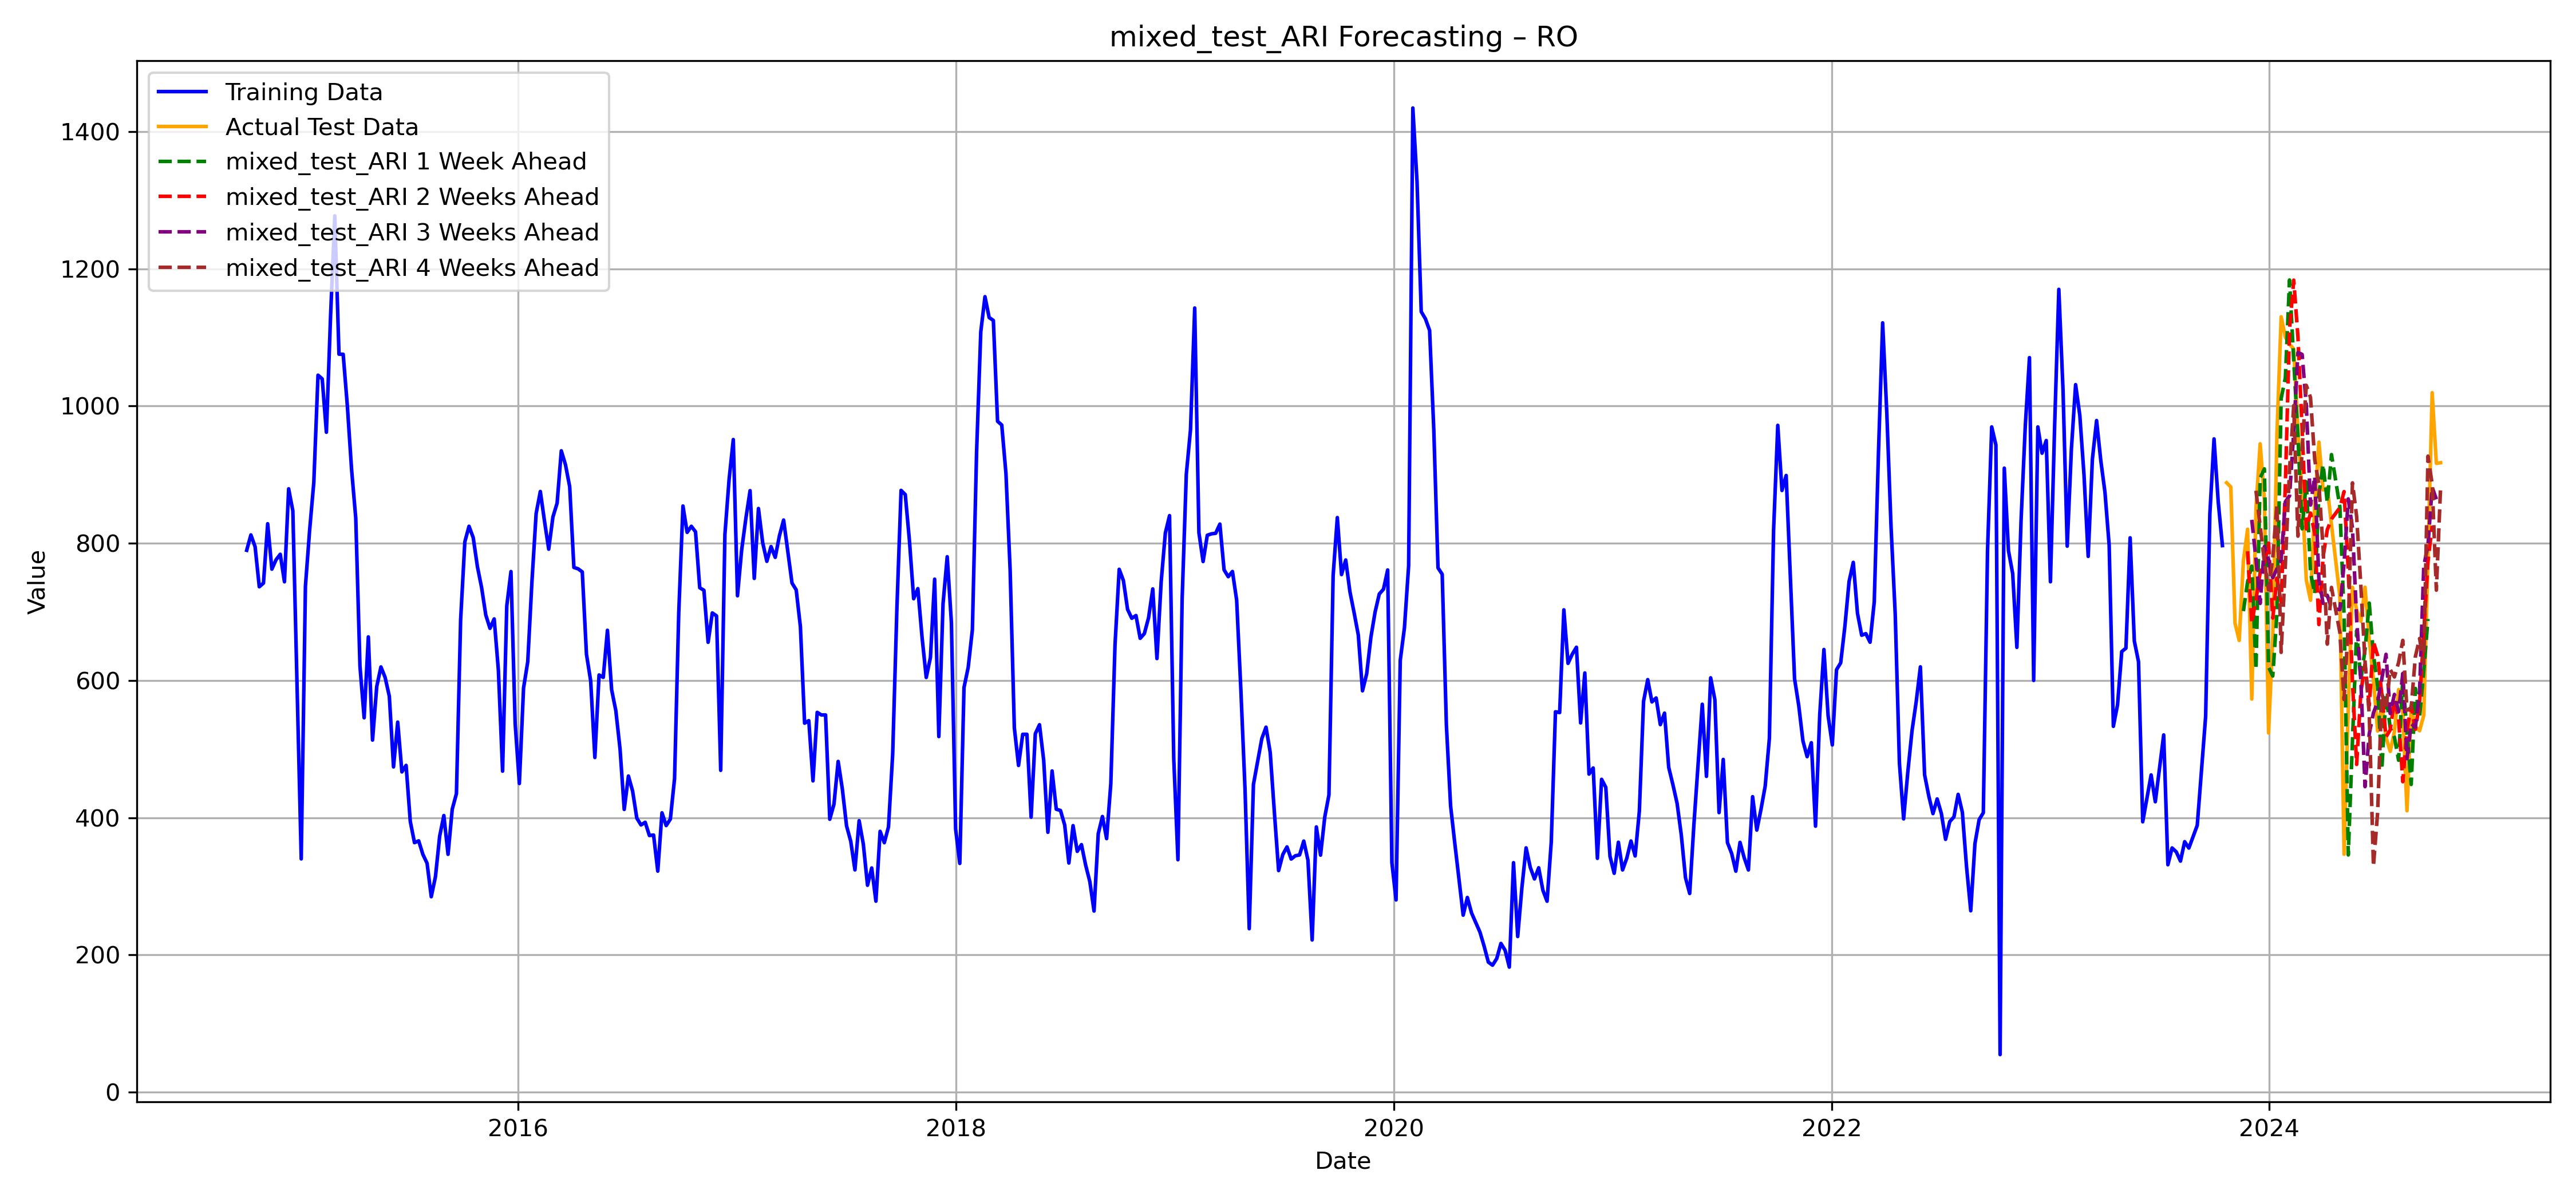 mixed_test_ARI Forecasting – RO
Training Data
Actual Test Data
mixed_test_ARI 1 Week Ahead
mixed_test_ARI 2 Weeks Ahead
mixed_test_ARI 3 Weeks Ahead
mixed_test_ARI 4 Weeks Ahead
1400
1200
1000
800
600
400
200
0
Value
2016
2018
2020
2022
2024
Date